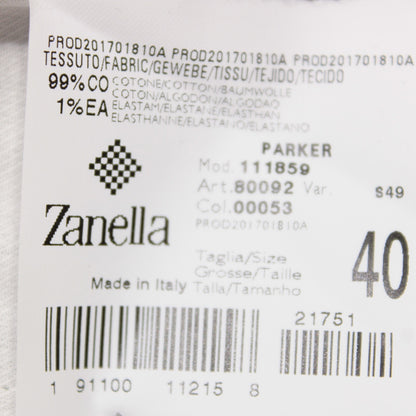 PROD201701810A PROD201701810A PROD201701810A
TESSUTO/FABRIC/GEWEBE/TISSU/TEJIDO/TECIDO
99%CO COTONE/COTTON/BAUMWOLLE
COTON/ALGODON/ALGODAO
1%EA ELASTAM/ELASTANE/ELASTHAN
ELASTHANNE/ELASTANO/ELASTANO
PARKER
Mod. 111859
Art. 80092 Var. S49
Col. 00053
PROD201701810A
Zanella
Taglia/Size
Grosse/Taille
Talla/Tamanho
40
Made in Italy
21751
1 91100 11215 8